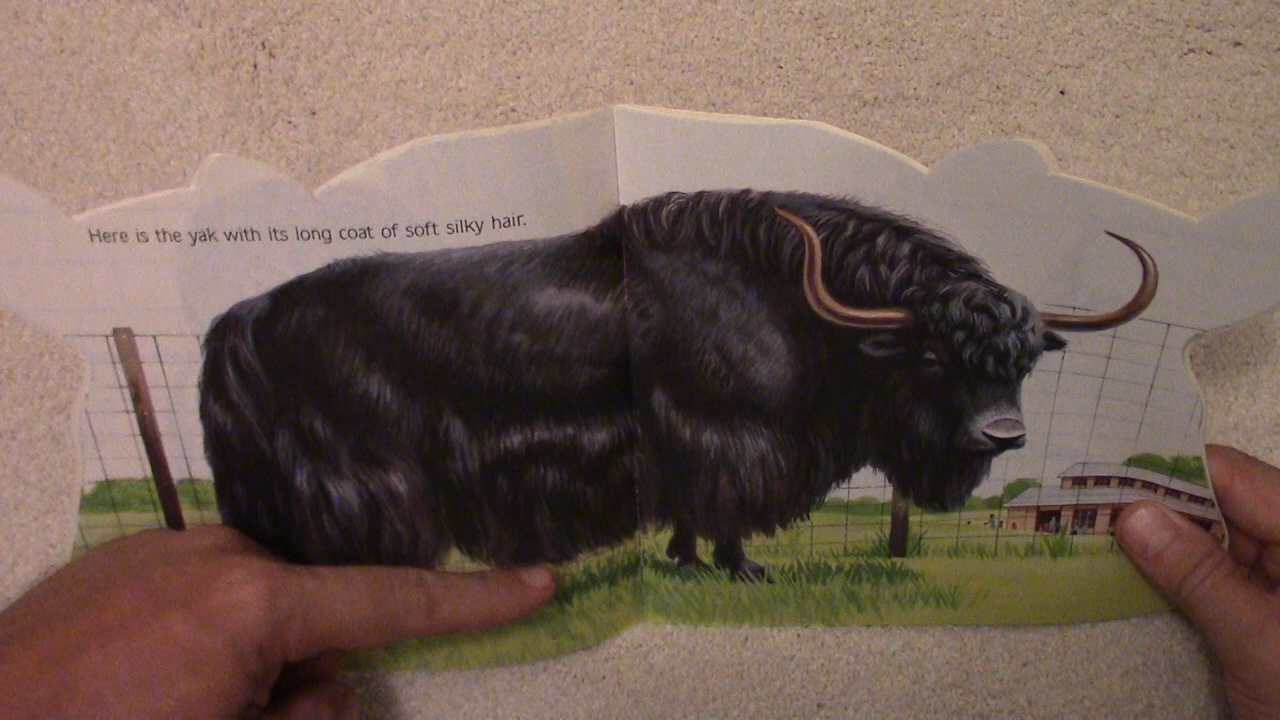 Here is the yak with its long coat of soft silky hair.